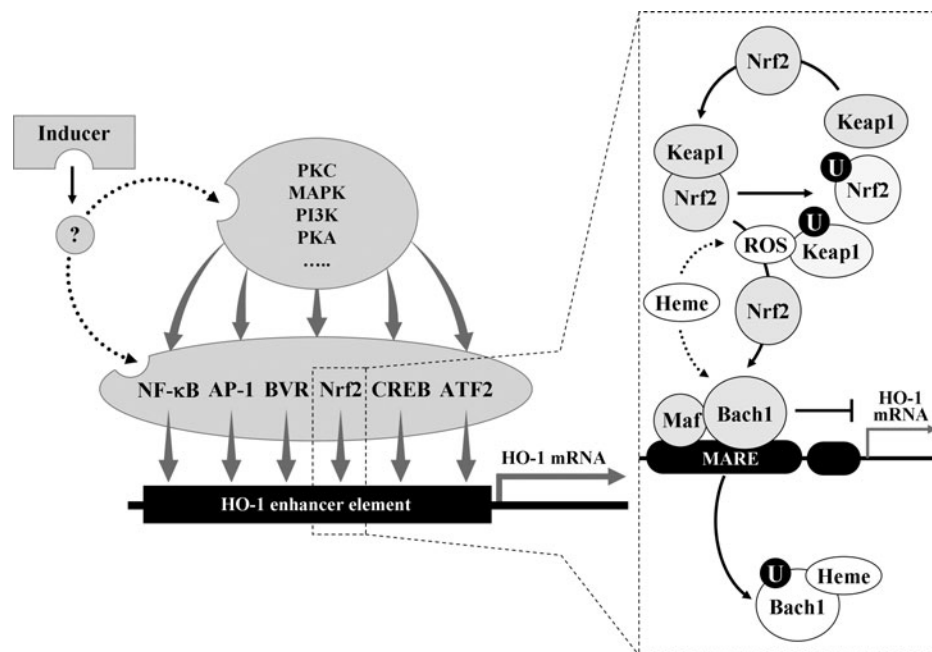 Inducer
?
PKC
MAPK
PI3K
PKA
.....
NF-κB AP-1 BVR Nrf2 CREB ATF2
HO-1 mRNA
HO-1 enhancer element
Nrf2
Keap1
Keap1
Nrf2
U
Nrf2
U
ROS
Keap1
Heme
Nrf2
Maf
Bach1
HO-1
mRNA
MARE
U
Heme
Bach1